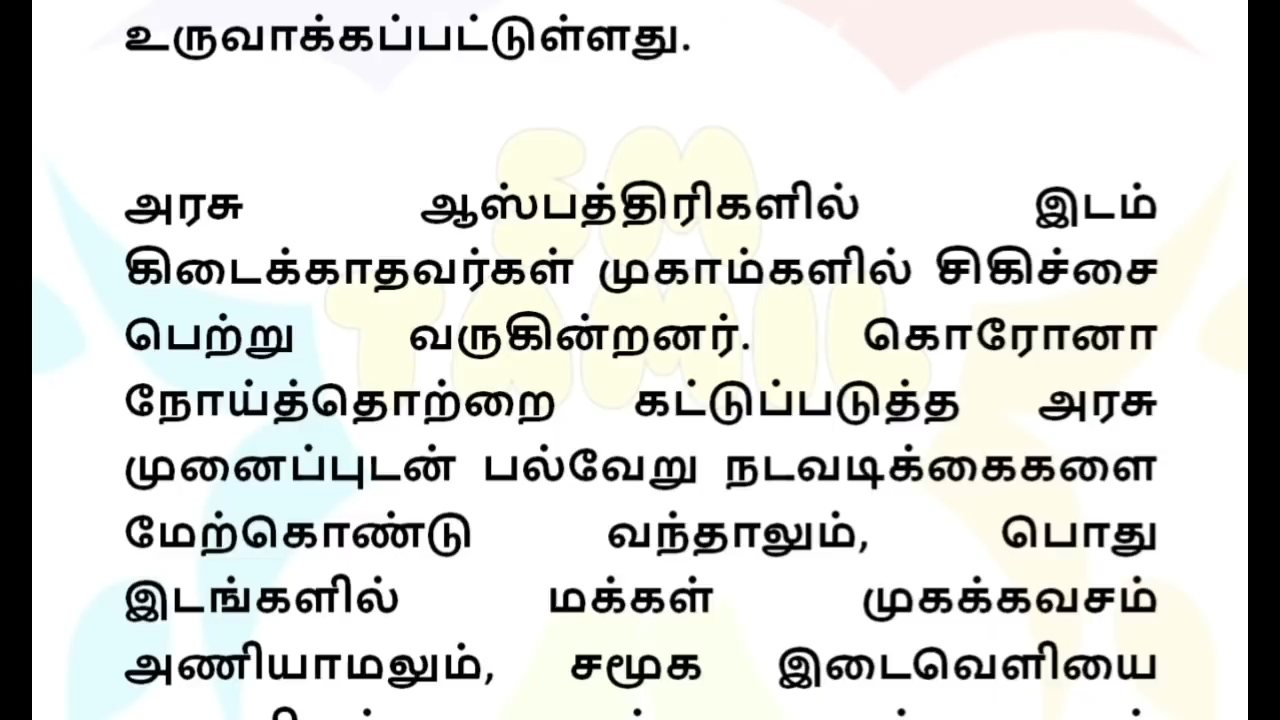 உருவாக்கப்பட்டுள்ளது.
அரசு ஆஸ்பத்திரிகளில் இடம்
கிடைக்காதவர்கள் முகாம்களில் சிகிச்சை
பெற்று வருகின்றனர். கொரோனா
நோய்த்தொற்றை கட்டுப்படுத்த அரசு
முனைப்புடன் பல்வேறு நடவடிக்கைகளை
மேற்கொண்டு வந்தாலும், பொது
இடங்களில் மக்கள் முகக்கவசம்
அணியாமலும், சமூக இடைவெளியை